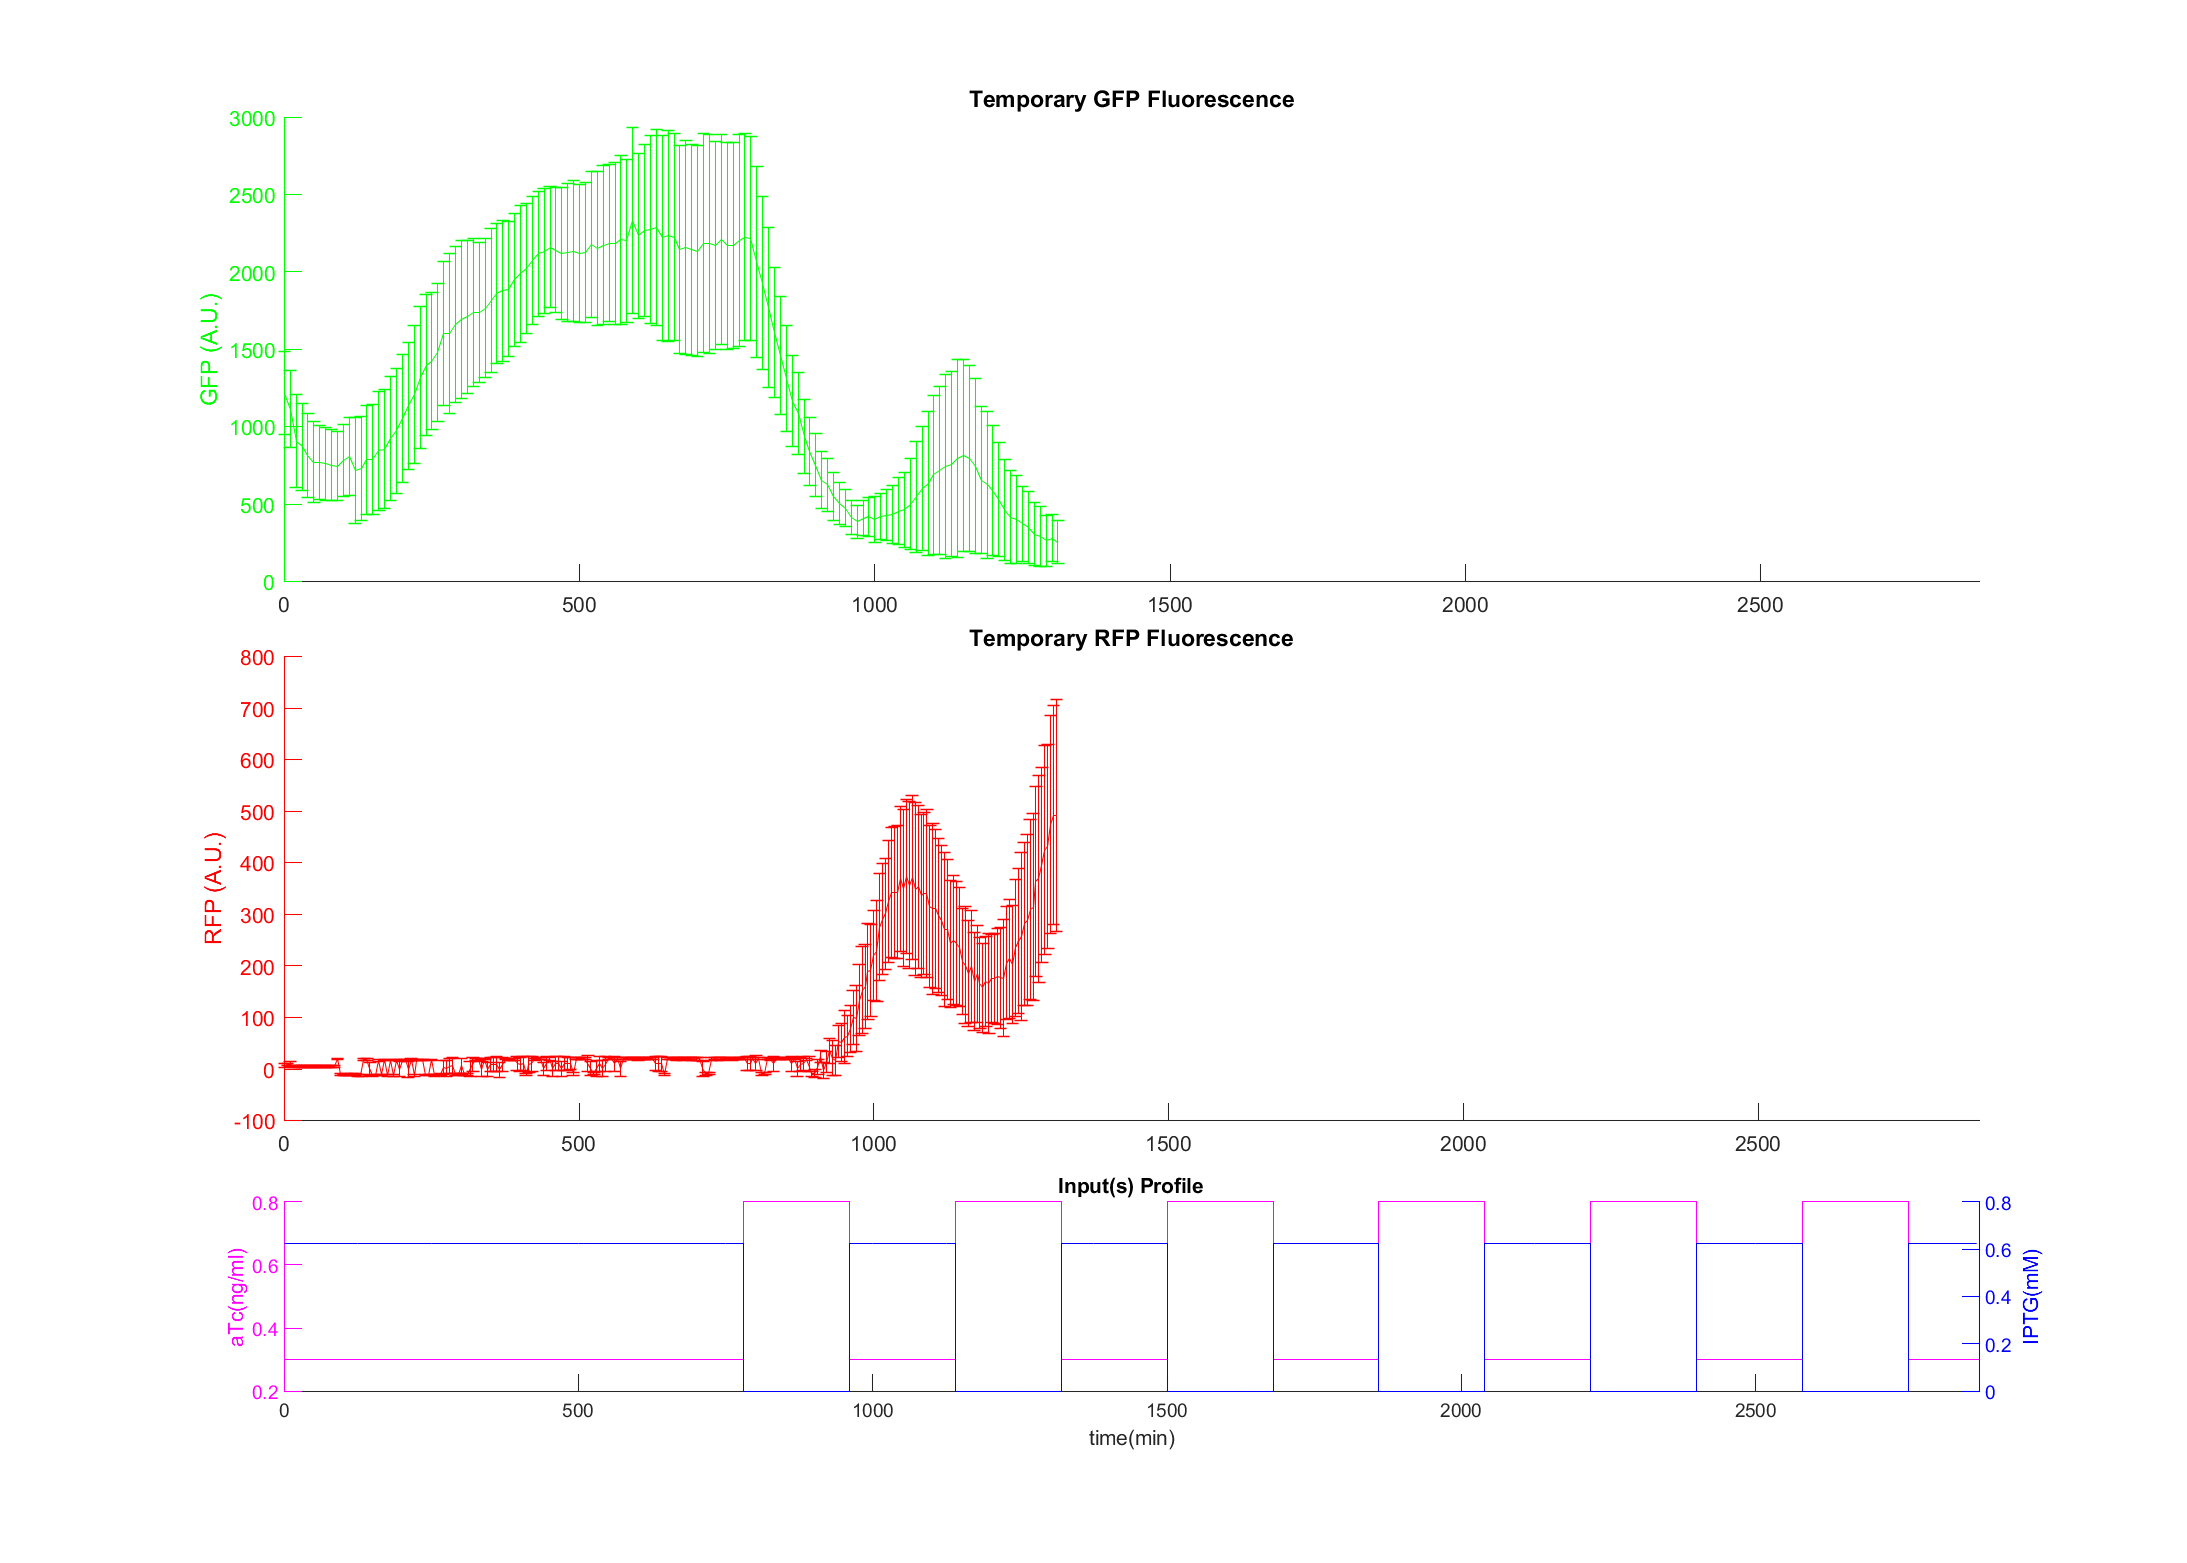 Temporary GFP Fluorescence
3000
2500
2000
1500
1000
500
0
GFP (A.U.)
0 500 1000 1500 2000 2500
Temporary RFP Fluorescence
800
700
600
500
400
300
200
100
0
-100
RFP (A.U.)
0 500 1000 1500 2000 2500
Input(s) Profile
0.8
0.6
0.4
0.2
aTc(ng/ml)
0.8
0.6
0.4
0.2
0
IPTG(mM)
0 500 1000 1500 2000 2500
time(min)